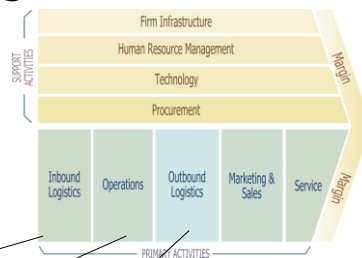 Firm Infrastructure
Human Resource Management
Technology
Procurement
SUPPORT
ACTIVITIES
Margin
Inbound
Logistics
Operations
Outbound
Logistics
Marketing &
Sales
Service
Margin
PRIMARY ACTIVITIES